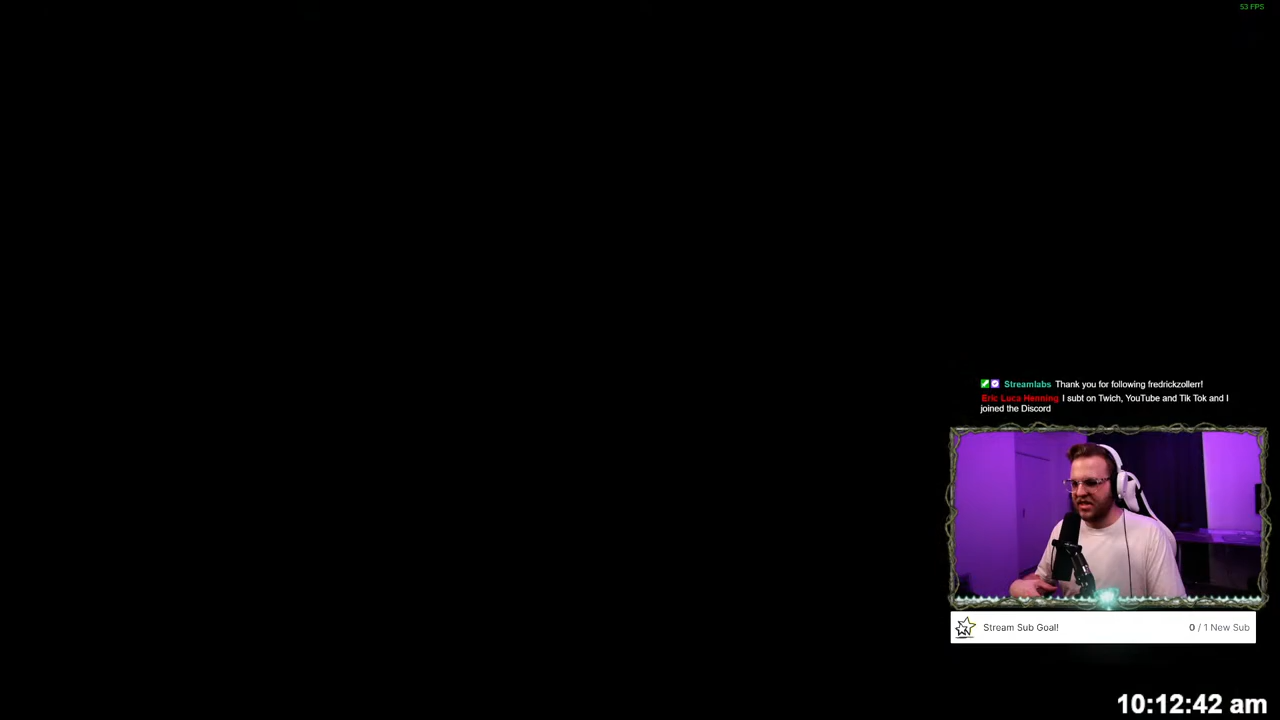 53 FPS
Streamlabs Thank you for following fredrickzollerr!
Eric Luca Henning I subt on Twich, YouTube and Tik Tok and I
joined the Discord
Stream Sub Goal! 0 / 1 New Sub
10:12:42 am